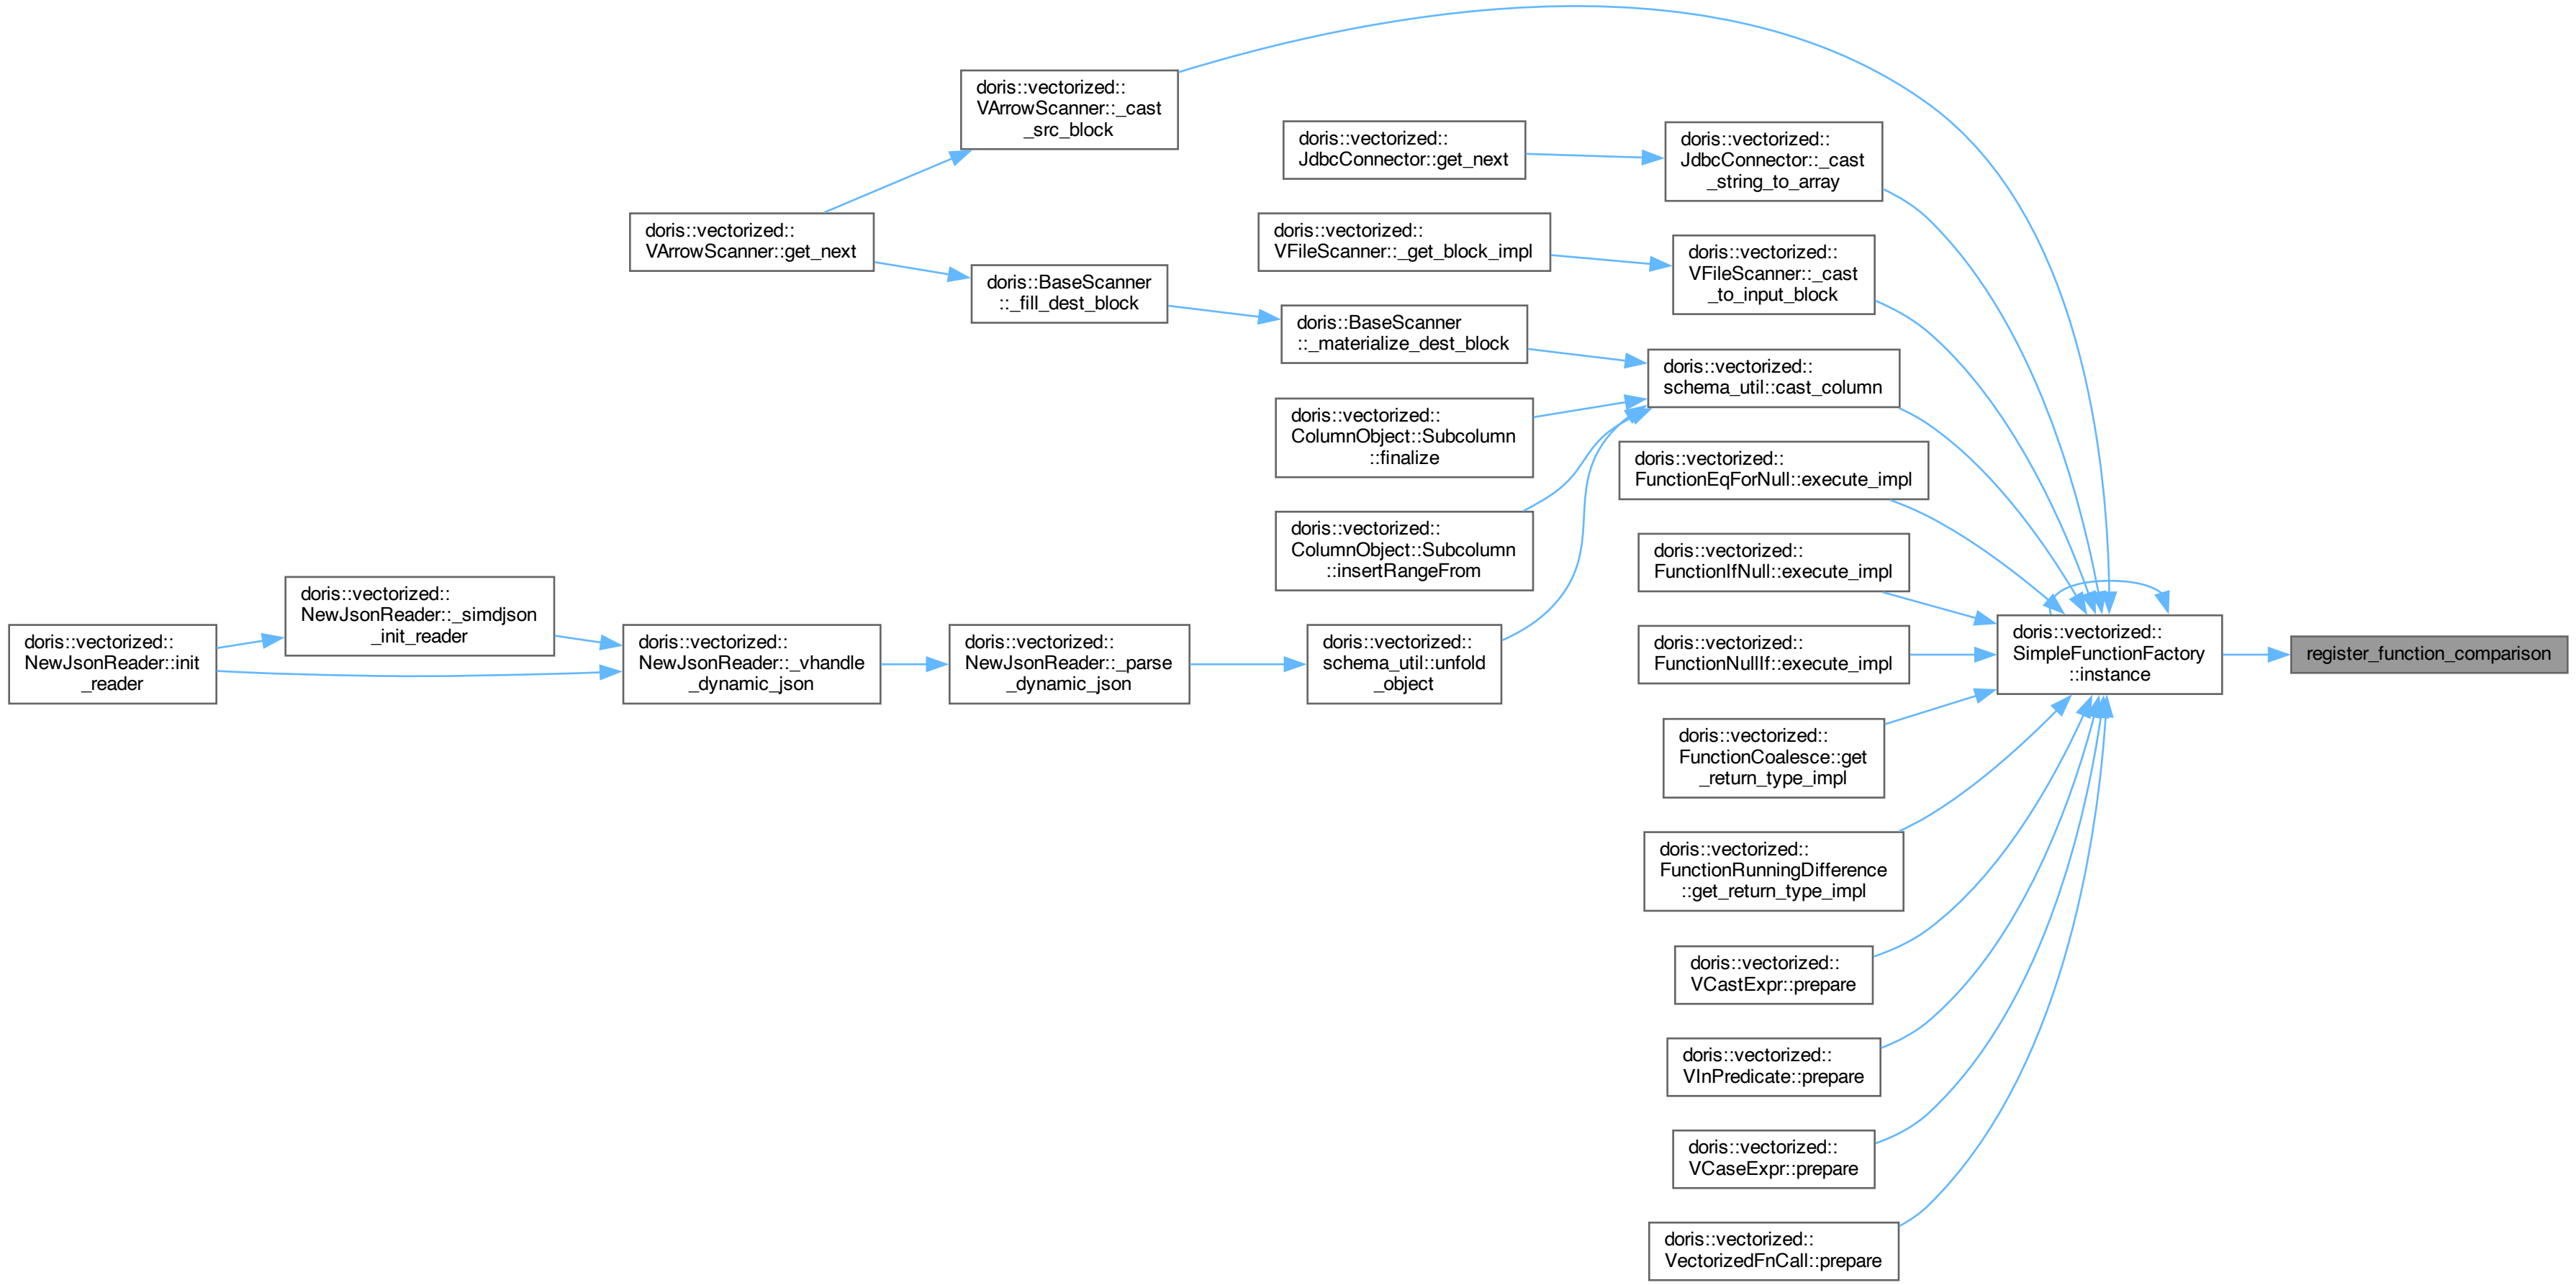 doris::vectorized::
VArrowScanner::_cast
_src_block
doris::vectorized::
JdbcConnector::get_next
doris::vectorized::
JdbcConnector::_cast
_string_to_array
doris::vectorized::
VArrowScanner::get_next
doris::vectorized::
VFileScanner::_get_block_impl
doris::vectorized::
VFileScanner::_cast
_to_input_block
doris::BaseScanner
::_fill_dest_block
doris::BaseScanner
::_materialize_dest_block
doris::vectorized::
schema_util::cast_column
doris::vectorized::
ColumnObject::Subcolumn
::finalize
doris::vectorized::
FunctionEqForNull::execute_impl
doris::vectorized::
ColumnObject::Subcolumn
::insertRangeFrom
doris::vectorized::
FunctionIfNull::execute_impl
doris::vectorized::
NewJsonReader::_simdjson
_init_reader
doris::vectorized::
NewJsonReader::init
_reader
doris::vectorized::
NewJsonReader::_vhandle
_dynamic_json
doris::vectorized::
NewJsonReader::_parse
_dynamic_json
doris::vectorized::
schema_util::unfold
_object
doris::vectorized::
FunctionNullIf::execute_impl
doris::vectorized::
SimpleFunctionFactory
::instance
register_function_comparison
doris::vectorized::
FunctionCoalesce::get
_return_type_impl
doris::vectorized::
FunctionRunningDifference
::get_return_type_impl
doris::vectorized::
VCastExpr::prepare
doris::vectorized::
VInPredicate::prepare
doris::vectorized::
VCaseExpr::prepare
doris::vectorized::
VectorizedFnCall::prepare